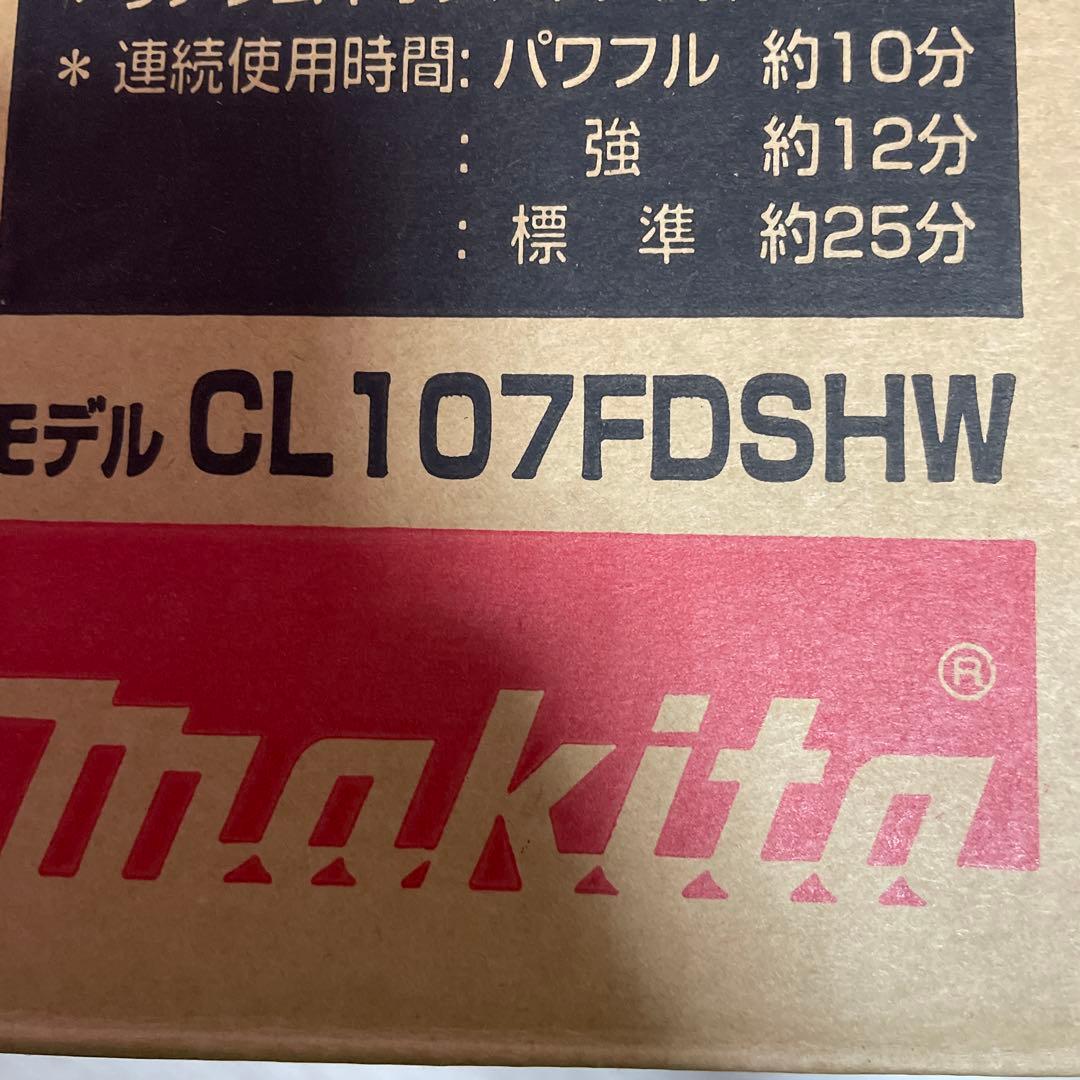 * 連続使用時間: パワフル 約10分
: 強 約12分
: 標準 約25分
モデル CL107FDSHW
makita ®